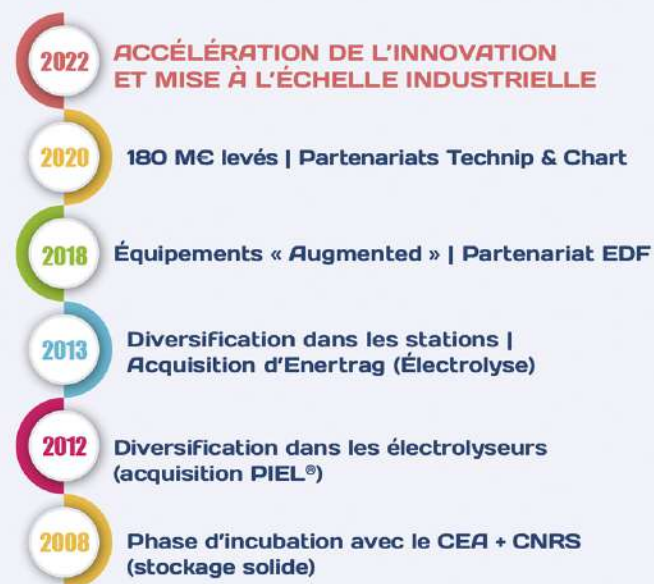 2022
ACCÉLÉRATION DE L'INNOVATION
ET MISE À L'ÉCHELLE INDUSTRIELLE
2020
180 M€ levés | Partenariats Technip & Chart
2018
Équipements « Augmented » | Partenariat EDF
2013
Diversification dans les stations |
Acquisition d'Enertrag (Électrolyse)
2012
Diversification dans les électrolyseurs
(acquisition PIEL®)
2008
Phase d'incubation avec le CEA + CNRS
(stockage solide)